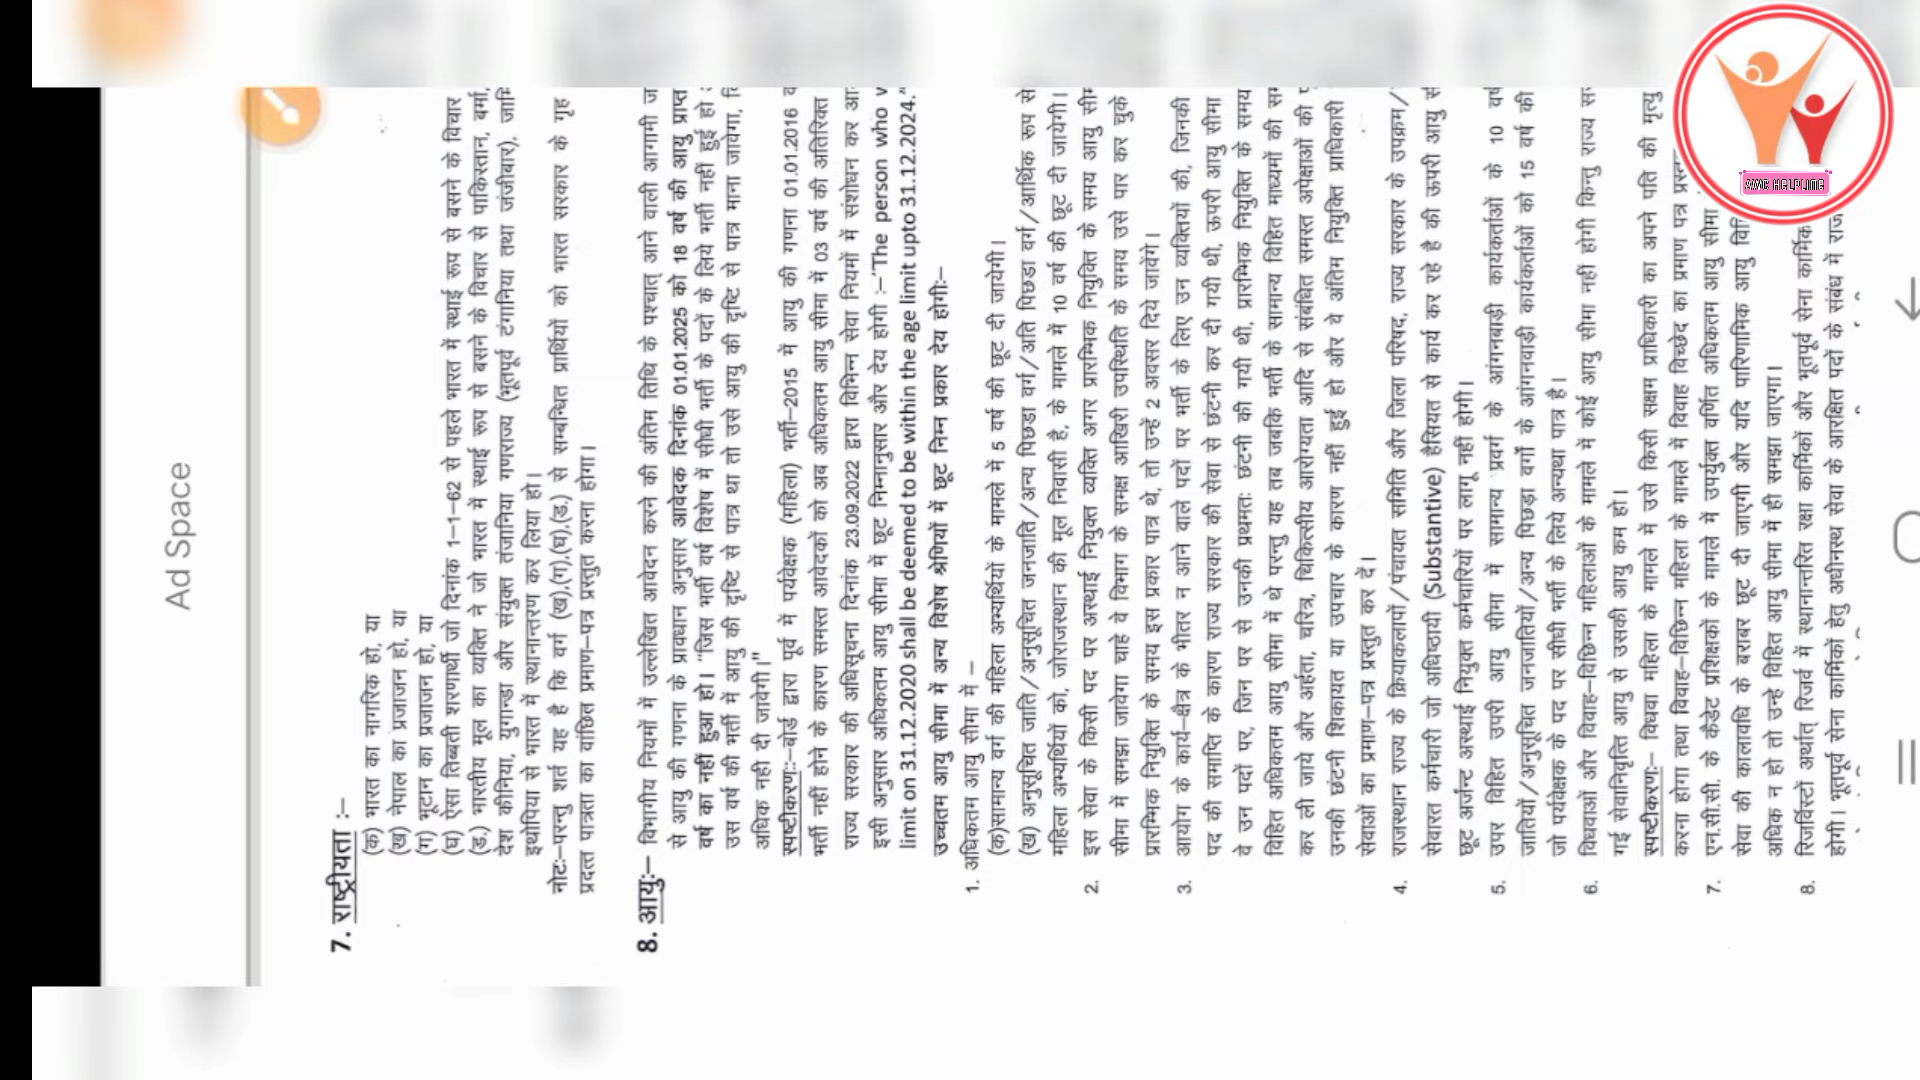 Ad Space
7. राष्ट्रीयता :–
(क) भारत का नागरिक हो, या
(ख) नेपाल का प्रजाजन हो, या
(ग) भूटान का प्रजाजन हो, या
(घ) ऐसा तिब्बती शरणार्थी जो दिनांक 1–1–62 से पहले भारत में स्थाई रूप से बसने के विचार
(ड.) भारतीय मूल का व्यक्ति ने जो भारत में स्थाई रूप से बसने के विचार से पाकिस्तान, बर्मा,
देश कीनिया, युगान्डा और संयुक्त तंजानिया गणराज्य (भूतपूर्व टंगानिया तथा जंजीबार),
इथोपिया से भारत में स्थानान्तरण कर लिया हो।
नोटः–परन्तु शर्त यह है कि वर्ग (ख),(ग),(घ),(ड.) से सम्बन्धित प्रार्थियों को भारत सरकार के गृह
प्रदत्त पात्रता का वांछित प्रमाण–पत्र प्रस्तुत करना होगा।
8. आयुः–
विभागीय नियमों में उल्लेखित आवेदन करने की अंतिम तिथि के पश्चात् आने वाली आगामी
से आयु की गणना के प्रावधान अनुसार आवेदक दिनांक 01.01.2025 को 18 वर्ष की आयु प्राप्त
वर्ष का नहीं हुआ हो। "जिस भर्ती वर्ष विशेष में सीधी भर्ती के पदों के लिये भर्ती नहीं हुई हो
उस वर्ष की भर्ती में आयु की दृष्टि से पात्र था तो उसे आयु की दृष्टि से पात्र माना जावेगा,
अधिक नही दी जावेगी।"
स्पष्टीकरणः–बोर्ड द्वारा पूर्व में पर्यवेक्षक (महिला) भर्ती–2015 में आयु की गणना 01.01.2016
भर्ती नहीं होने के कारण समस्त आवेदकों को अब अधिकतम आयु सीमा में 03 वर्ष की अतिरिक्त
राज्य सरकार की अधिसूचना दिनांक 23.09.2022 द्वारा विभिन्न सेवा नियमों में संशोधन कर
इसी अनुसार अधिकतम आयु सीमा में छूट निम्नानुसार और देय होगी :–"The person who
limit on 31.12.2020 shall be deemed to be within the age limit upto 31.12.2024."
उच्चतम आयु सीमा में अन्य विशेष श्रेणियों में छूट निम्न प्रकार देय होगी:–
1. अधिकतम आयु सीमा में –
(क)सामान्य वर्ग की महिला अभ्यर्थियों के मामले में 5 वर्ष की छूट दी जायेगी।
(ख) अनुसूचित जाति/अनुसूचित जनजाति/अन्य पिछडा वर्ग/अति पिछडा वर्ग/आर्थिक रूप से
महिला अभ्यर्थियों को, जोराजस्थान की मूल निवासी है, के मामले में 10 वर्ष की छूट दी जायेगी।
2. इस सेवा के किसी पद पर अस्थाई नियुक्त व्यक्ति आर प्रारम्भिक नियुक्ति के समय आयु
सीमा में समझा जावेगा चाहे वे विभाग के समक्ष आखिरी उपस्थिति के समय उसे पार कर चुके
प्रारम्भिक नियुक्ति के समय इस प्रकार पात्र थे, तो उन्हें 2 अवसर दिये जावेंगे।
3. आयोग के कार्य–क्षैत्र के भीतर न आने वाले पदों पर भर्ती के लिए उन व्यक्तियों की, जिनकी
पद की समाप्ति के कारण राज्य सरकार की सेवा से छंटनी कर दी गयी थी, ऊपरी आयु सीमा
वे उन पदों पर, जिन पर से उनकी प्रथमतः छंटनी की गयी थी, प्रारम्भिक नियुक्ति के समय
विहित अधिकतम आयु सीमा में थे परन्तु यह तब जबकि भर्ती के सामान्य विहित माध्यमों की
कर ली जाये और अर्हता, चरित्र, चिकित्सीय आरोग्यता आदि से संबंधित समस्त अपेक्षाओं की
उनकी छंटनी शिकायत या उपचार के कारण नहीं हुई हो और वे अंतिम नियुक्ति प्राधिकारी
सेवाओं का प्रमाण–पत्र प्रस्तुत कर दें।
4. राजस्थान राज्य के क्रियाकलापों/पंचायत समिति और जिला परिषद, राज्य सरकार के उपक्रम/
सेवारत कर्मचारी जो अधिष्ठायी (Substantive) हैसियत से कार्य कर रहे है की ऊपरी आयु
छूट अर्जन्ट अस्थाई नियुक्त कर्मचारियों पर लागू नहीं होगी।
5. उपर विहित उपरी आयु सीमा में सामान्य प्रवर्ग के आंगनबाड़ी कार्यकर्ताओं के 10
जातियों/अनुसूचित जनजातियों/अन्य पिछड़ा वर्गों के आंगनवाड़ी कार्यकर्ताओं को 15 वर्ष की
जो पर्यवेक्षक के पद पर सीधी भर्ती के लिये अन्यथा पात्र है।
6. विधवाओं और विवाह–विछिन्न महिलाओं के मामले में कोई आयु सीमा नही होगी किन्तु राज्य
गई सेवानिवृत्ति आयु से उसकी आयु कम हो।
स्पष्टीकरणः– विधवा महिला के मामले में उसे किसी सक्षम प्राधिकारी का अपने पति की मृत्यु
करना होगा तथा विवाह–विछिन्न महिला के मामले में विवाह विच्छेद का प्रमाण पत्र
7. एन.सी.सी. के कैडेट प्रशिक्षकों के मामले में उपर्युक्त वर्णित अधिकतम आयु सीमा
सेवा की कालावधि के बराबर छूट दी जाएगी और यदि पारिणामिक आयु
अधिक न हो तो उन्हे विहित आयु सीमा में ही समझा जाएगा।
8. रिजर्विस्टों अर्थात् रिजर्व में स्थानान्तरित रक्षा कार्मिकों और भूतपूर्व सेना कार्मिक
होगी। भूतपूर्व सेना कार्मिकों हेतु अधीनस्थ सेवा के आरक्षित पदों के संबंध में
AWC HELPLINE